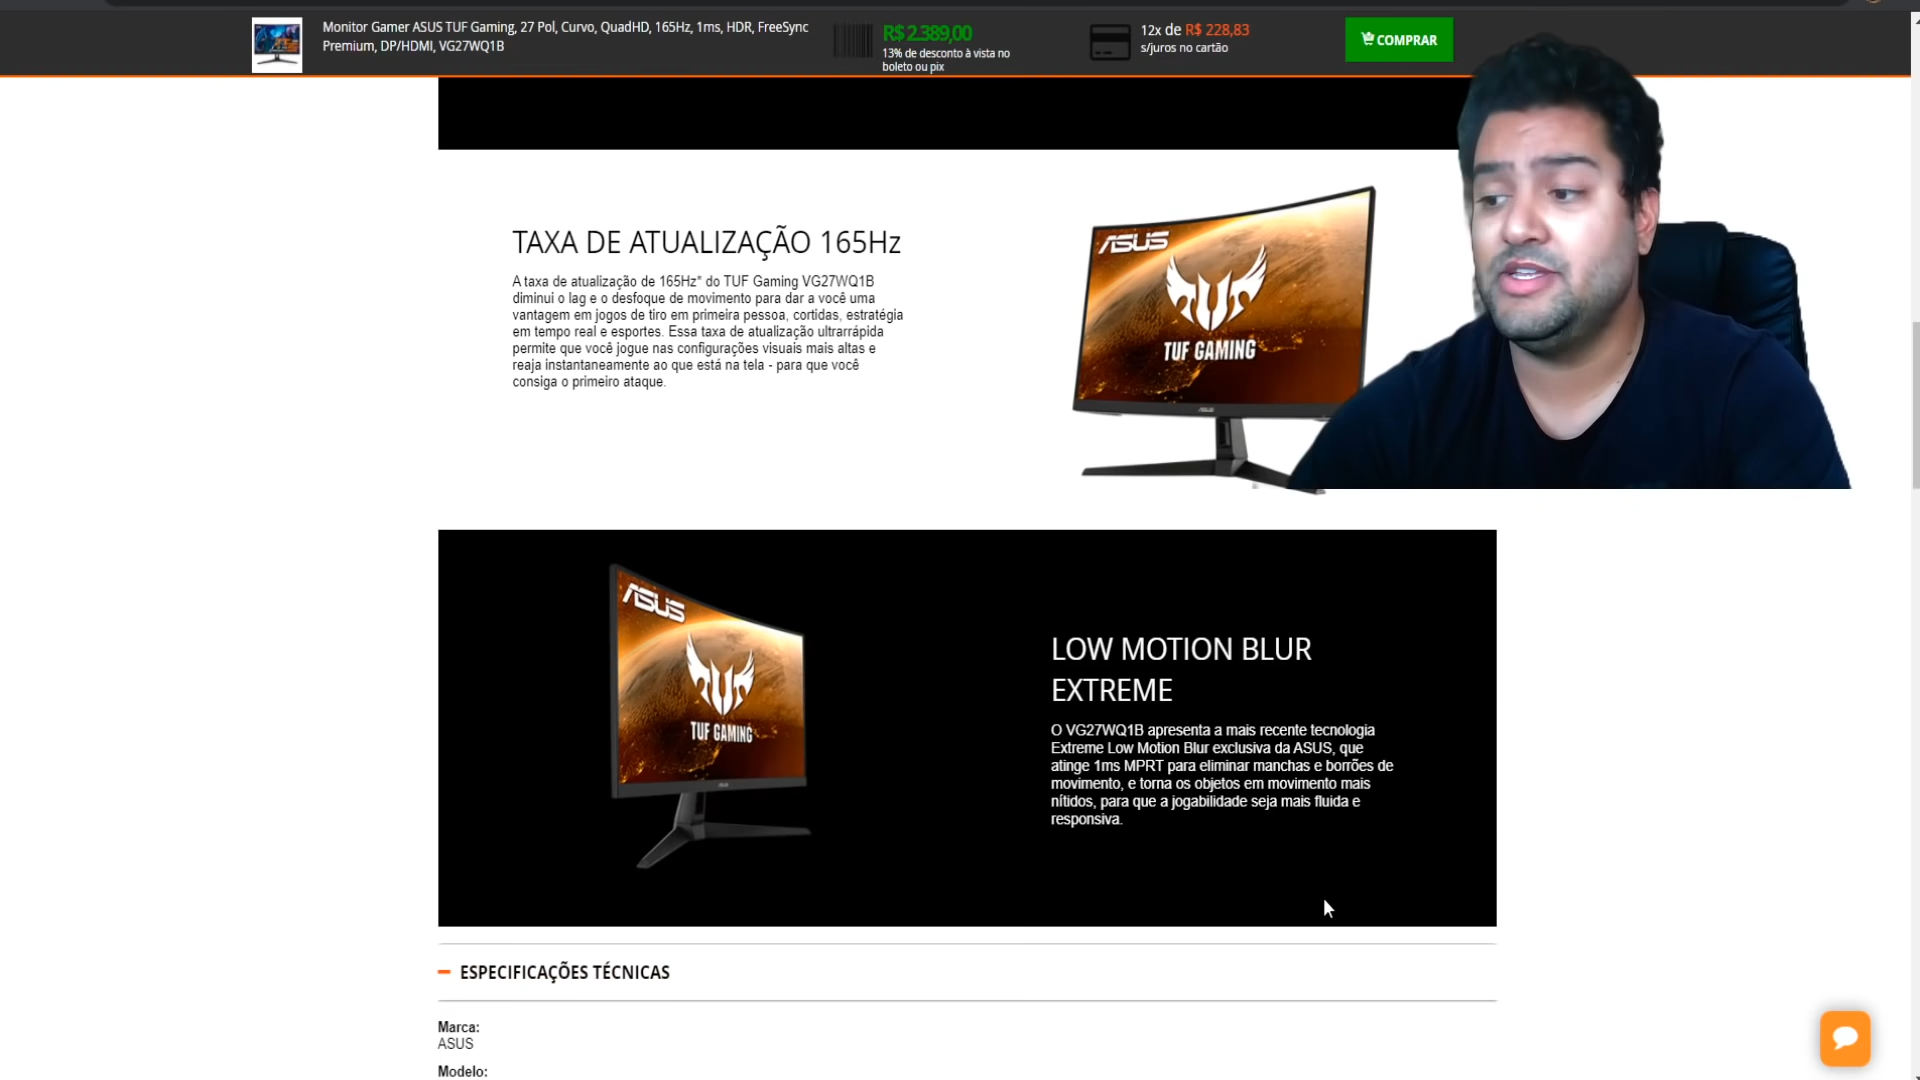 Monitor Gamer ASUS TUF Gaming, 27 Pol, Curvo, QuadHD, 165Hz, 1ms, HDR, FreeSync
Premium, DP/HDMI, VG27WQ1B
R$ 2.389,00
13% de desconto à vista no
boleto ou pix
12x de R$ 228,83
s/juros no cartão
COMPRAR
TAXA DE ATUALIZAÇÃO 165Hz
A taxa de atualização de 165Hz* do TUF Gaming VG27WQ1B
diminui o lag e o desfoque de movimento para dar a você uma
vantagem em jogos de tiro em primeira pessoa, cortidas, estratégia
em tempo real e esportes. Essa taxa de atualização ultrarrápida
permite que você jogue nas configurações visuais mais altas e
reaja instantaneamente ao que está na tela - para que você
consiga o primeiro ataque.
ASUS
TUF GAMING
ASUS
TUF GAMING
LOW MOTION BLUR
EXTREME
O VG27WQ1B apresenta a mais recente tecnologia
Extreme Low Motion Blur exclusiva da ASUS, que
atinge 1ms MPRT para eliminar manchas e borrões de
movimento, e torna os objetos em movimento mais
nítidos, para que a jogabilidade seja mais fluida e
responsiva.
ESPECIFICAÇÕES TÉCNICAS
Marca:
ASUS
Modelo: